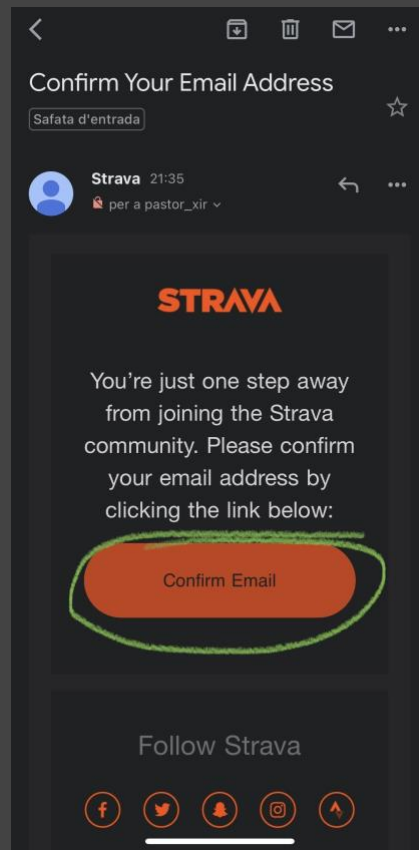 Confirm Your Email Address
Safata d'entrada
Strava 21:35
per a pastor_xir
STRAVA
You're just one step away
from joining the Strava
community. Please confirm
your email address by
clicking the link below:
Confirm Email
Follow Strava